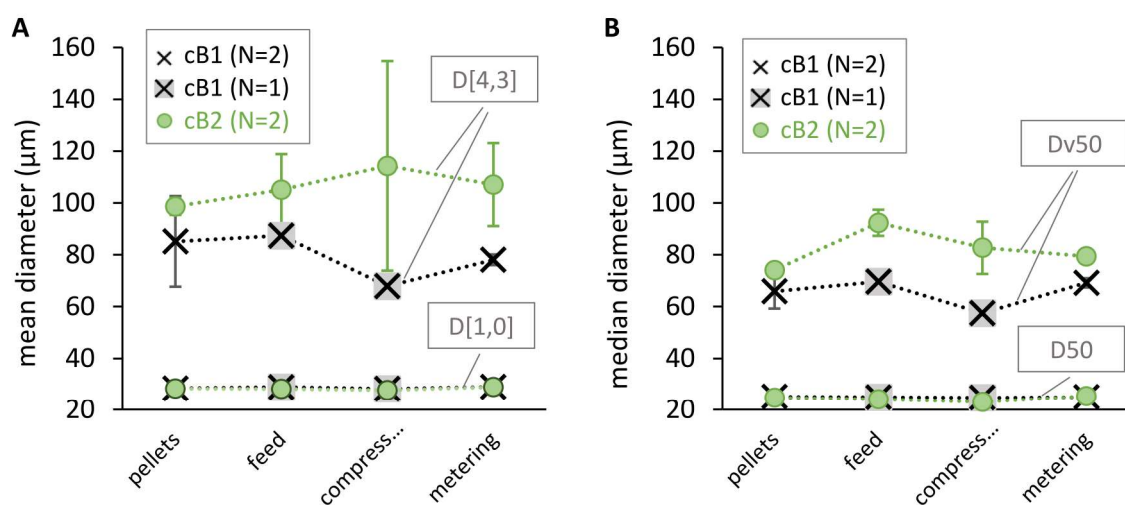 A
mean diameter (µm)
160
140
120
100
80
60
40
20
cB1 (N=2)
cB1 (N=1)
cB2 (N=2)
D[4,3]
D[1,0]
pellets
feed
compress...
metering
B
median diameter (µm)
160
140
120
100
80
60
40
20
cB1 (N=2)
cB1 (N=1)
cB2 (N=2)
Dv50
D50
pellets
feed
compress...
metering